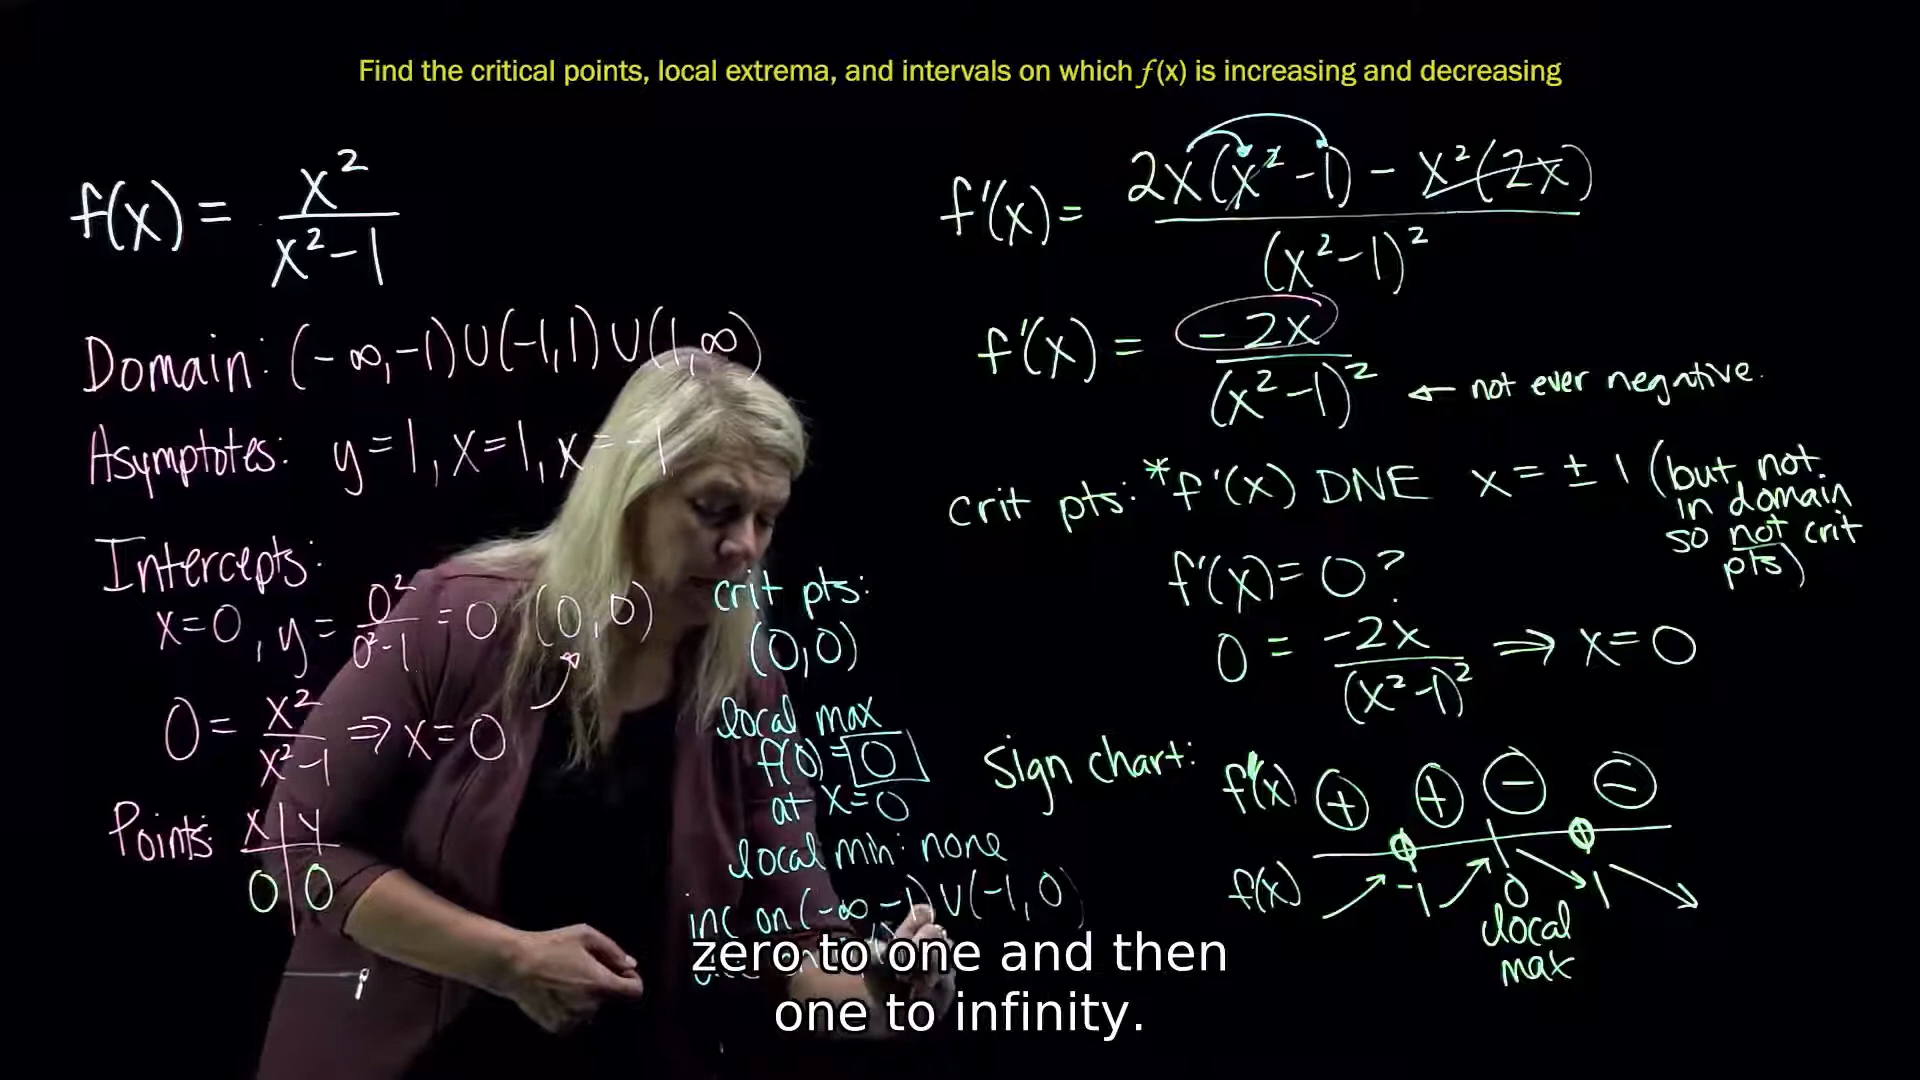 Find the critical points, local extrema, and intervals on which f(x) is increasing and decreasing
f(x) = x²/(x²-1)
Domain: (-∞,-1)∪(-1,1)∪(1,∞)
Asymptotes: y=1, x=1, x=-1
Intercepts:
x=0, y= 0²/(0²-1) =0 (0,0)
0= x²/(x²-1) ⇒ x=0
Points: x | y
0 | 0
crit pts:
(0,0)
local max
f(0)=0
at x=0
local min: none
inc on (-∞,-1)∪(-1,0)
f'(x)= (2x(x²-1) - x²(2x))/(x²-1)²
f'(x) = -2x/(x²-1)² ← not ever negative.
crit pts: *f'(x) DNE x=±1 (but not
in domain
so not crit
pts)
f'(x)=0?
0 = -2x/(x²-1)² ⇒ x=0
Sign chart: f'(x) + + - -
f(x) -1 0 1
local
max
zero to one and then
one to infinity.